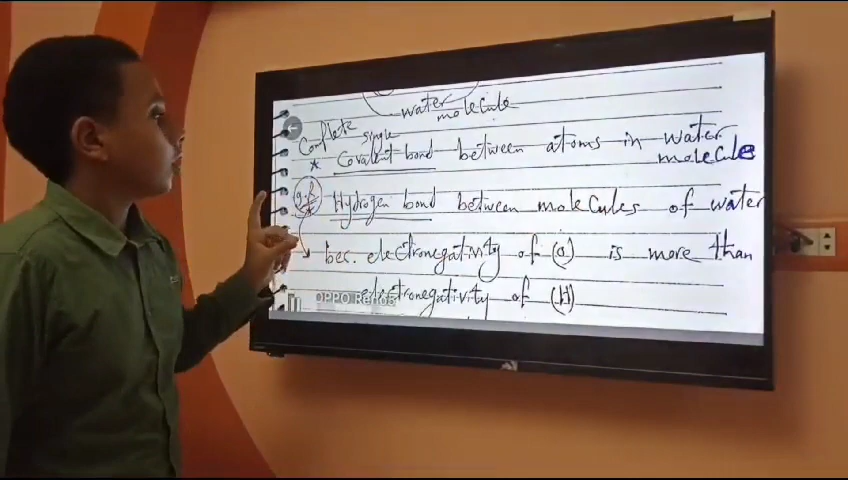 water molecule
Complete
single
* Covalent bond between atoms in water molecule
g.R
* Hydrogen bond between molecules of water
bec. electronegativity of (O) is more than
electronegativity of (H)
OPPO Reno5